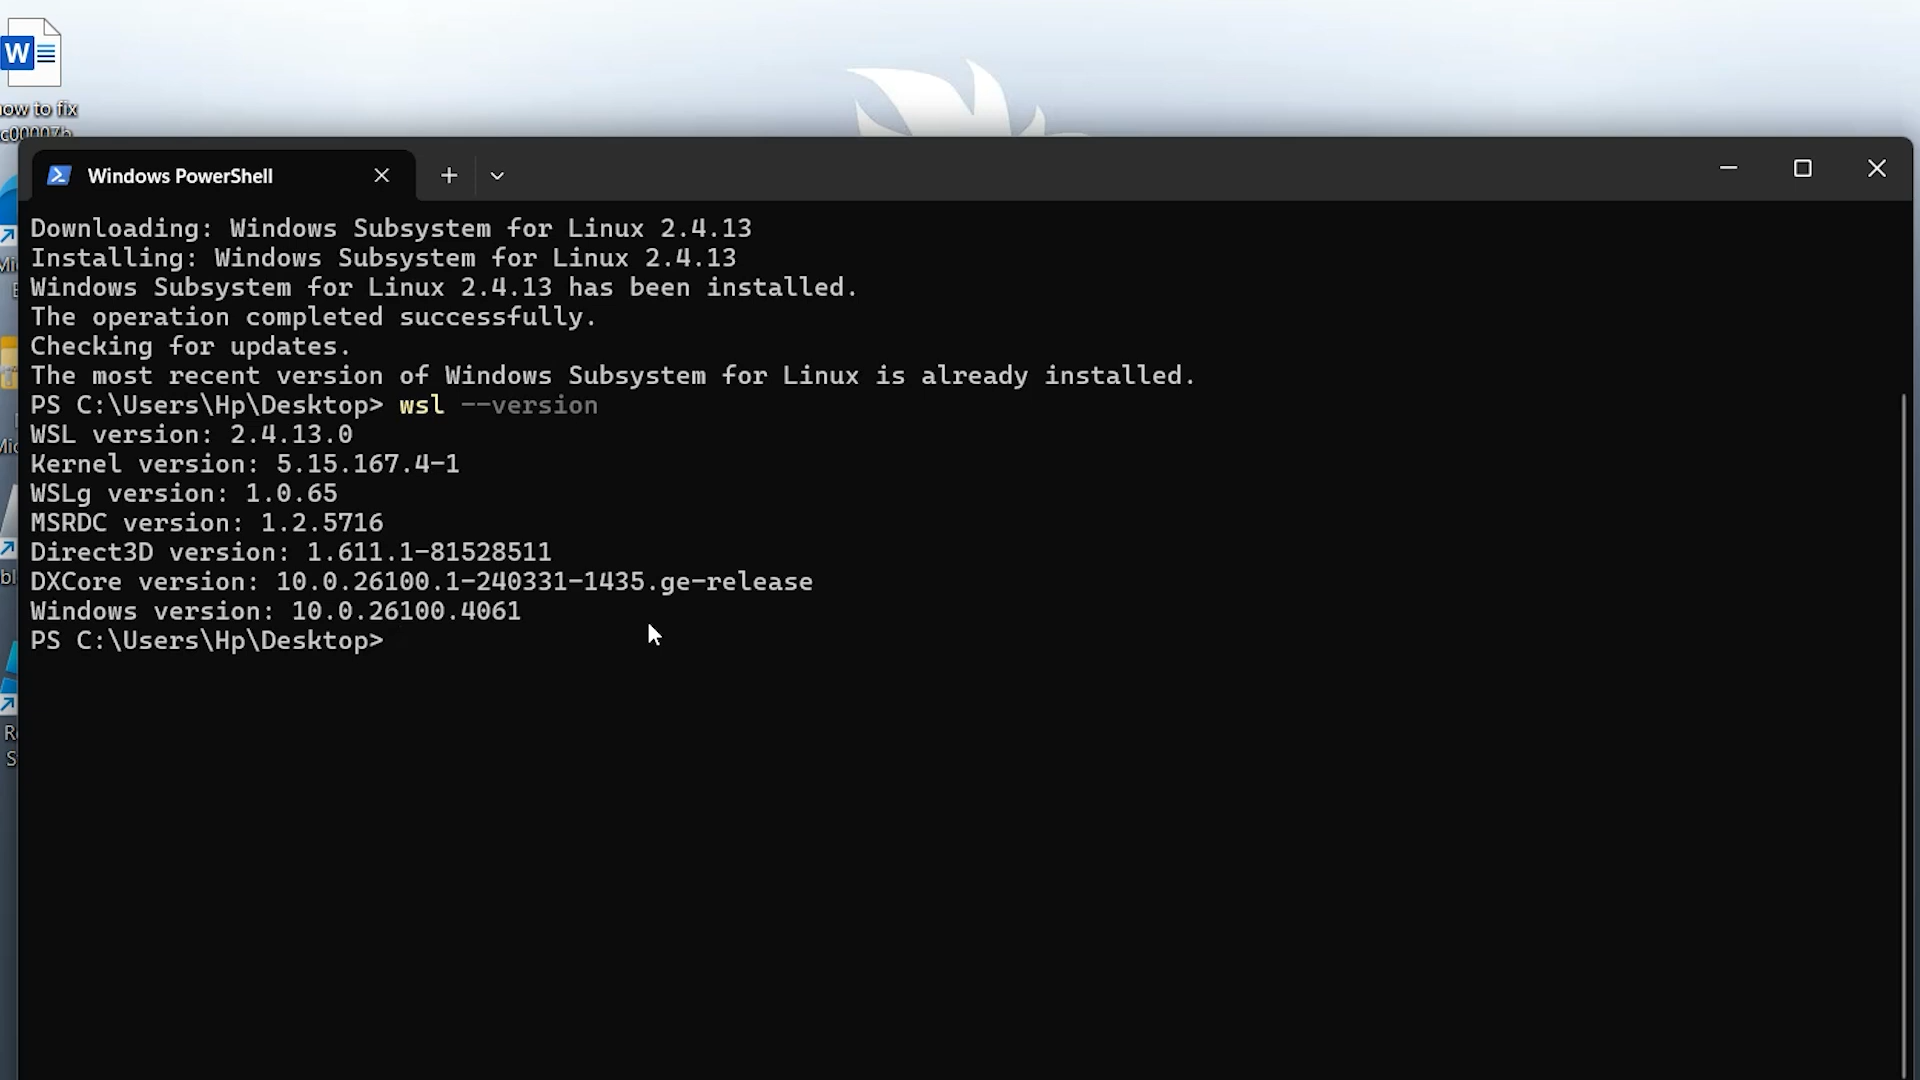 W
how to fix
Windows PowerShell
Downloading: Windows Subsystem for Linux 2.4.13
Installing: Windows Subsystem for Linux 2.4.13
Windows Subsystem for Linux 2.4.13 has been installed.
The operation completed successfully.
Checking for updates.
The most recent version of Windows Subsystem for Linux is already installed.
PS C:\Users\Hp\Desktop> wsl --version
WSL version: 2.4.13.0
Kernel version: 5.15.167.4-1
WSLg version: 1.0.65
MSRDC version: 1.2.5716
Direct3D version: 1.611.1-81528511
DXCore version: 10.0.26100.1-240331-1435.ge-release
Windows version: 10.0.26100.4061
PS C:\Users\Hp\Desktop>